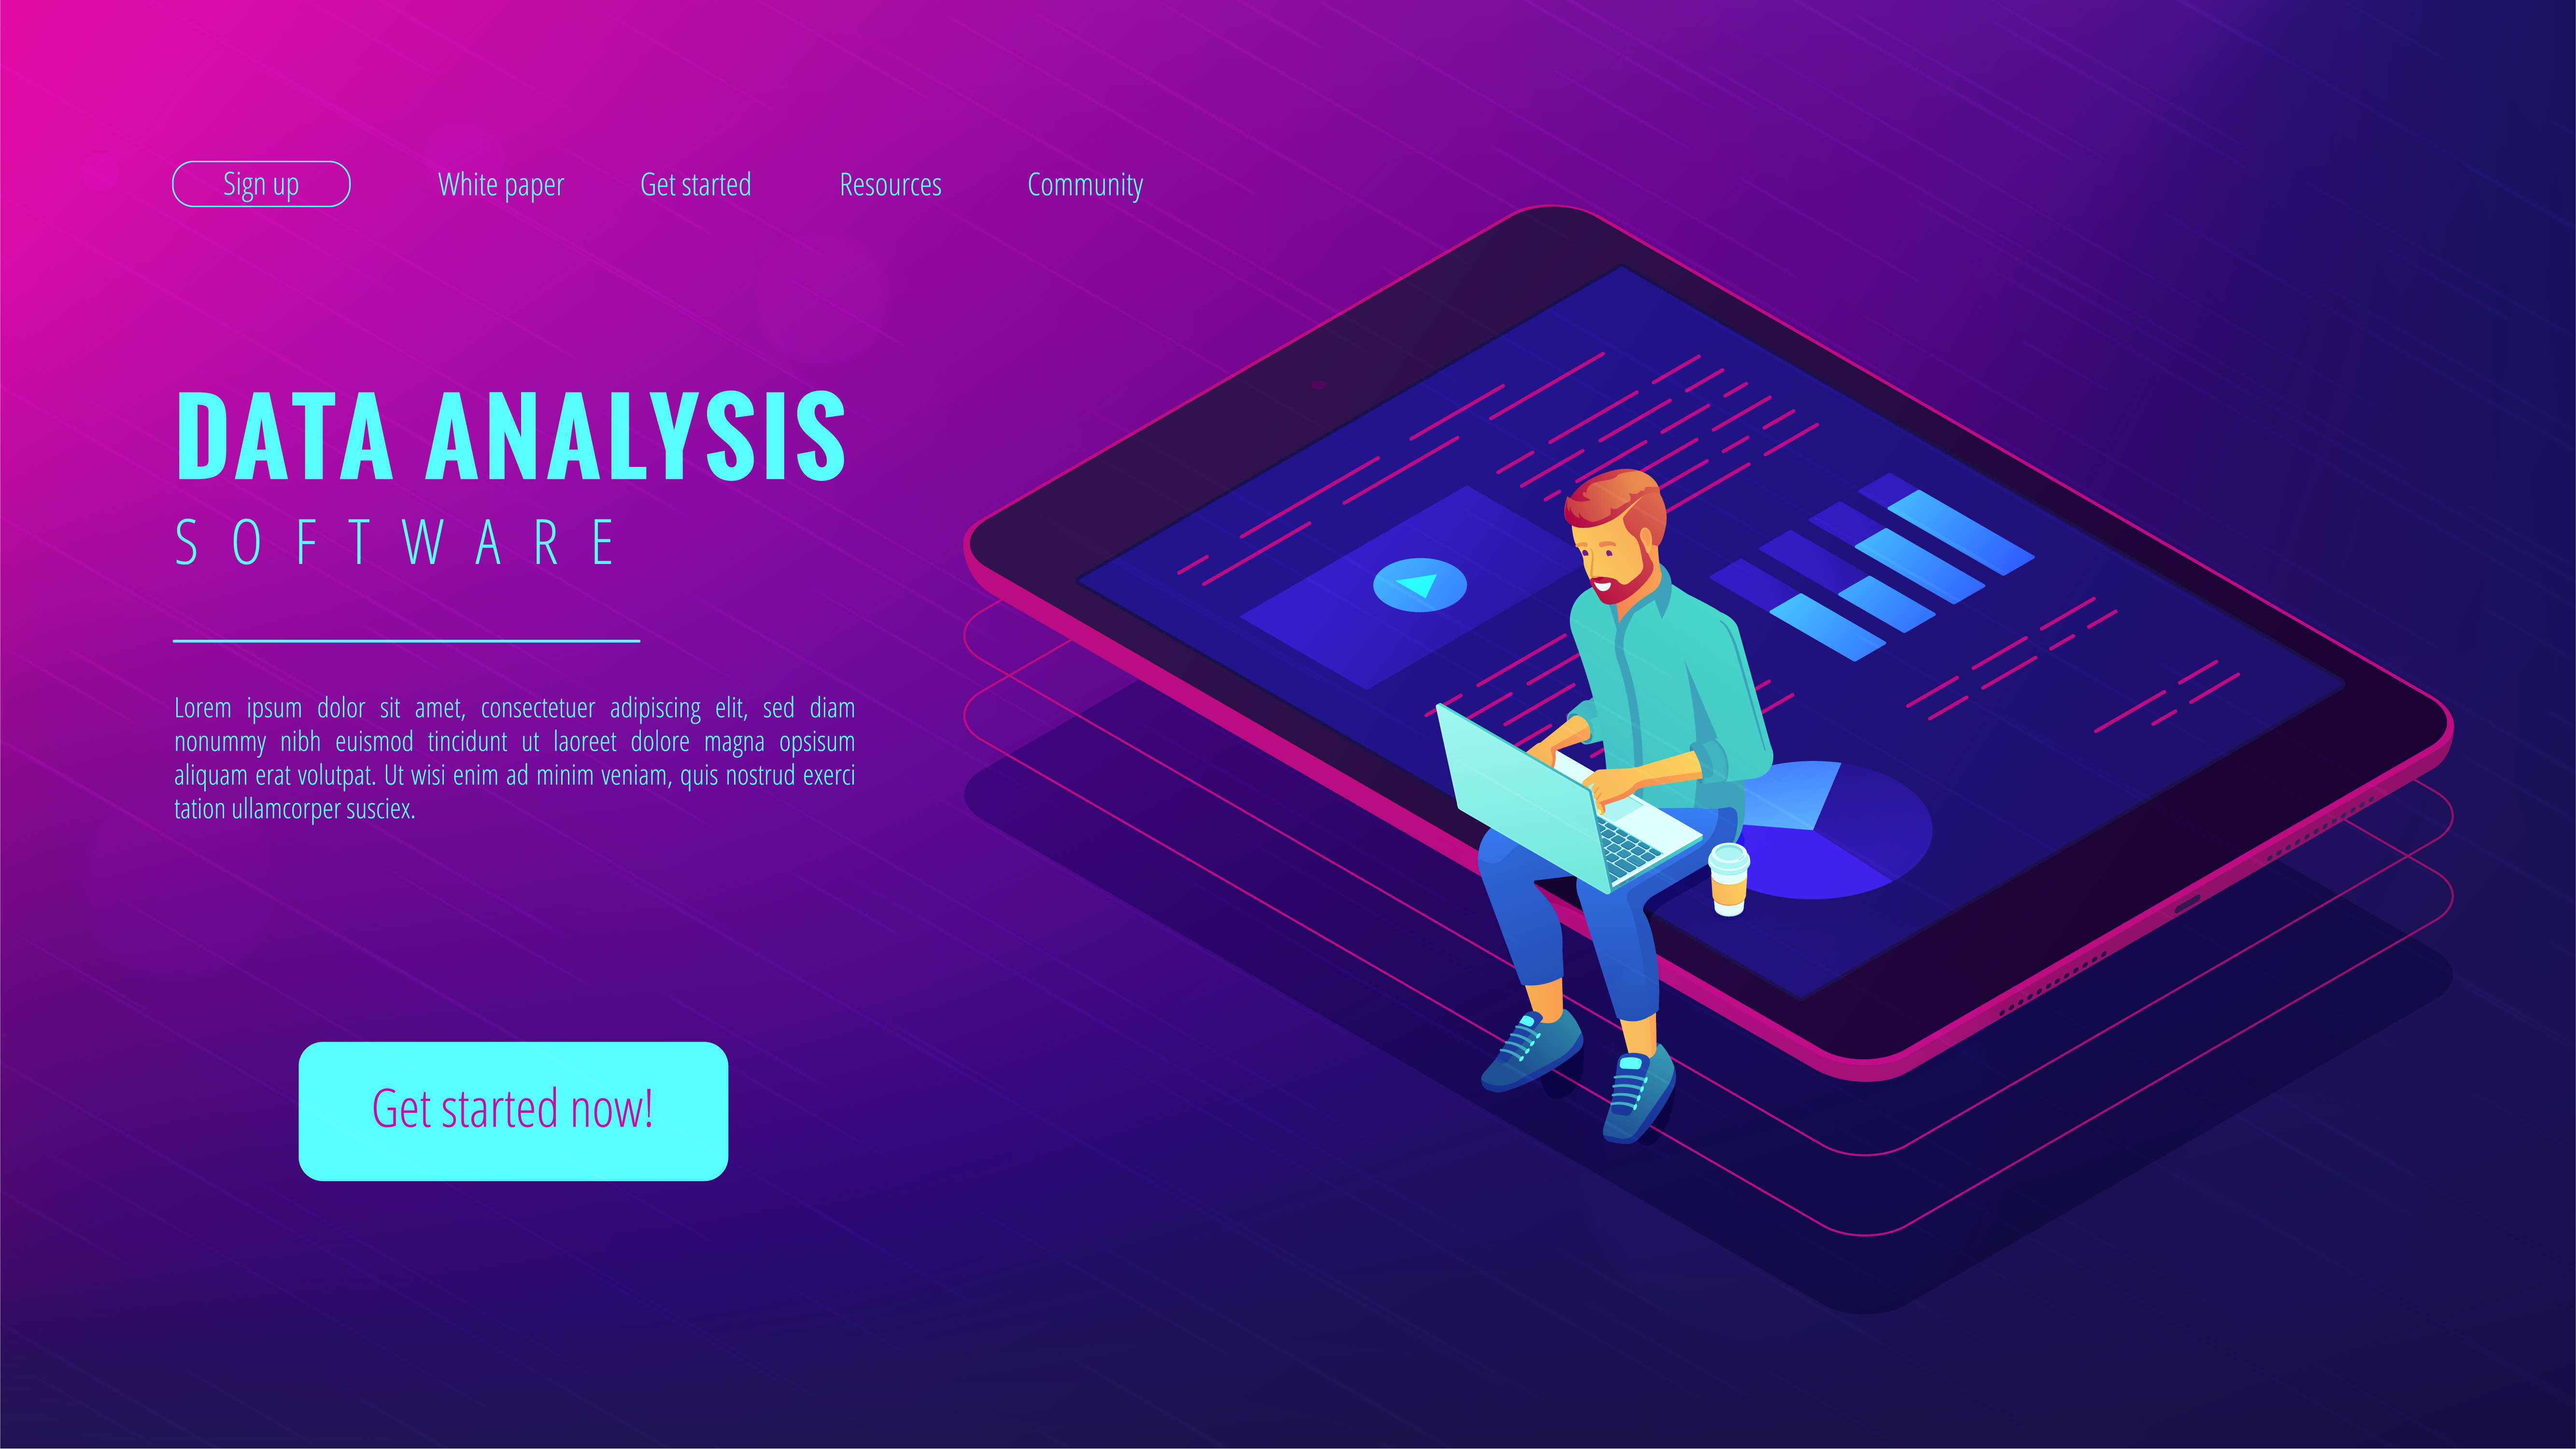 Sign up White paper Get started Resources Community
DATA ANALYSIS
SOFTWARE
Lorem ipsum dolor sit amet, consectetuer adipiscing elit, sed diam
nonummy nibh euismod tincidunt ut laoreet dolore magna opsisum
aliquam erat volutpat. Ut wisi enim ad minim veniam, quis nostrud exerci
tation ullamcorper susciex.
Get started now!